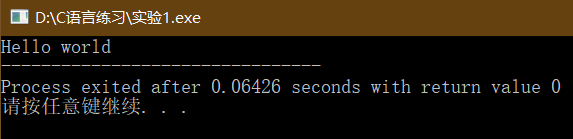 D:\C语言练习\实验1.exe
Hello world
--------------------------------
Process exited after 0.06426 seconds with return value 0
请按任意键继续. . .